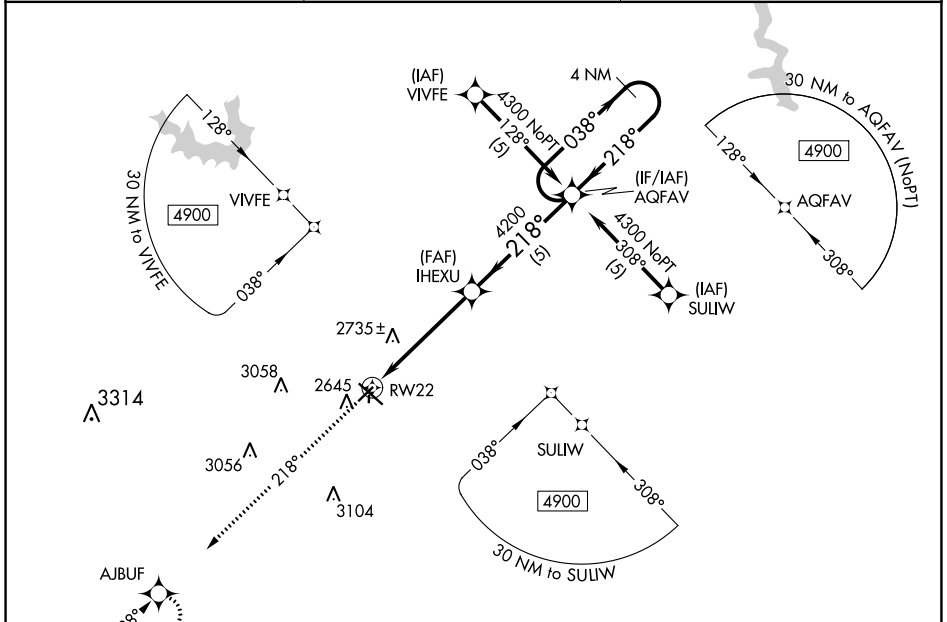 (IAF)
VIVFE
4 NM
4300 NoPT
128°
(5)
038°
218°
30 NM to AQFAV (NoPT)
128°
4900
AQFAV
308°
128°
VIVFE
4900
30 NM to VIVFE
038°
(IF/IAF)
AQFAV
4200
218°
(5)
4300 NoPT
308°
(5)
(IAF)
SULIW
(FAF)
IHEXU
2735±
3058
2645
RW22
3314
3056
218°
3104
038°
SULIW
4900
308°
30 NM to SULIW
AJBUF